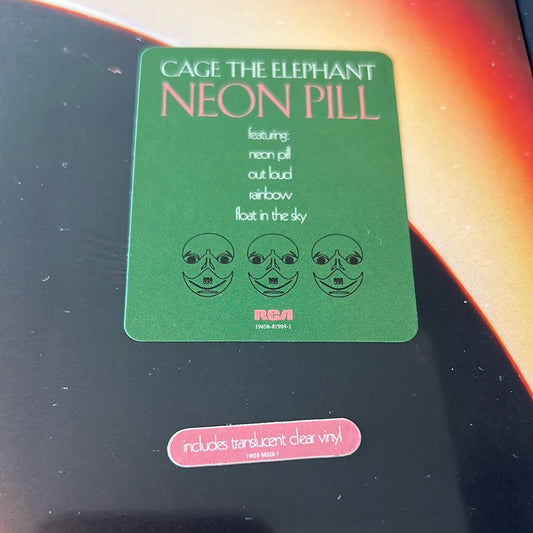 CAGE THE ELEPHANT
NEON PILL
featuring:
neon pill
out loud
rainbow
float in the sky
RCA
19658-87909-1
includes translucent clear vinyl